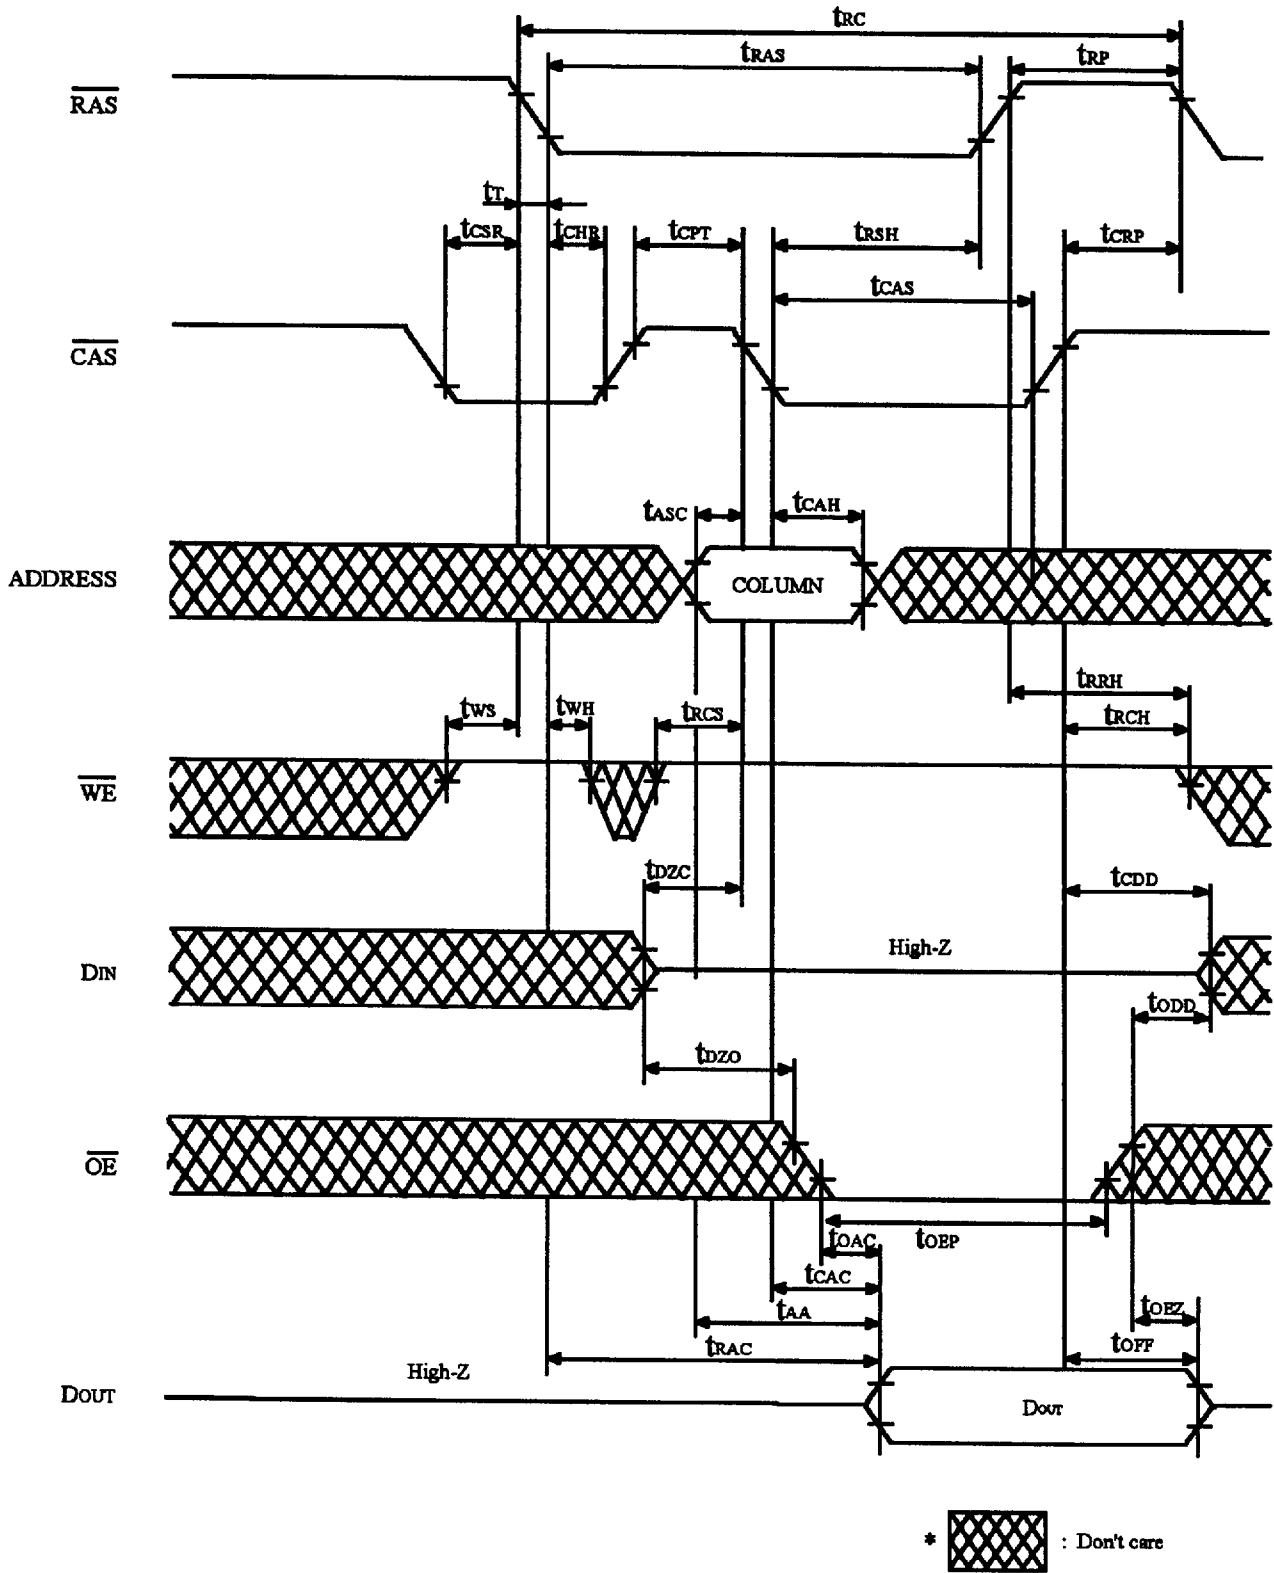 tRC
tRAS
tRP
RAS
tT
tCSR
tCHR
tCPT
tRSH
tCRP
tCAS
CAS
tASC
tCAH
ADDRESS
COLUMN
tRRH
tWS
tWH
tRCS
tRCH
WE
tDZC
tCDD
DIN
High-Z
tODD
tDZO
OE
tOAC
tOEP
tCAC
tAA
tOEZ
tRAC
tOFF
High-Z
DOUT
DOUT
* : Don't care